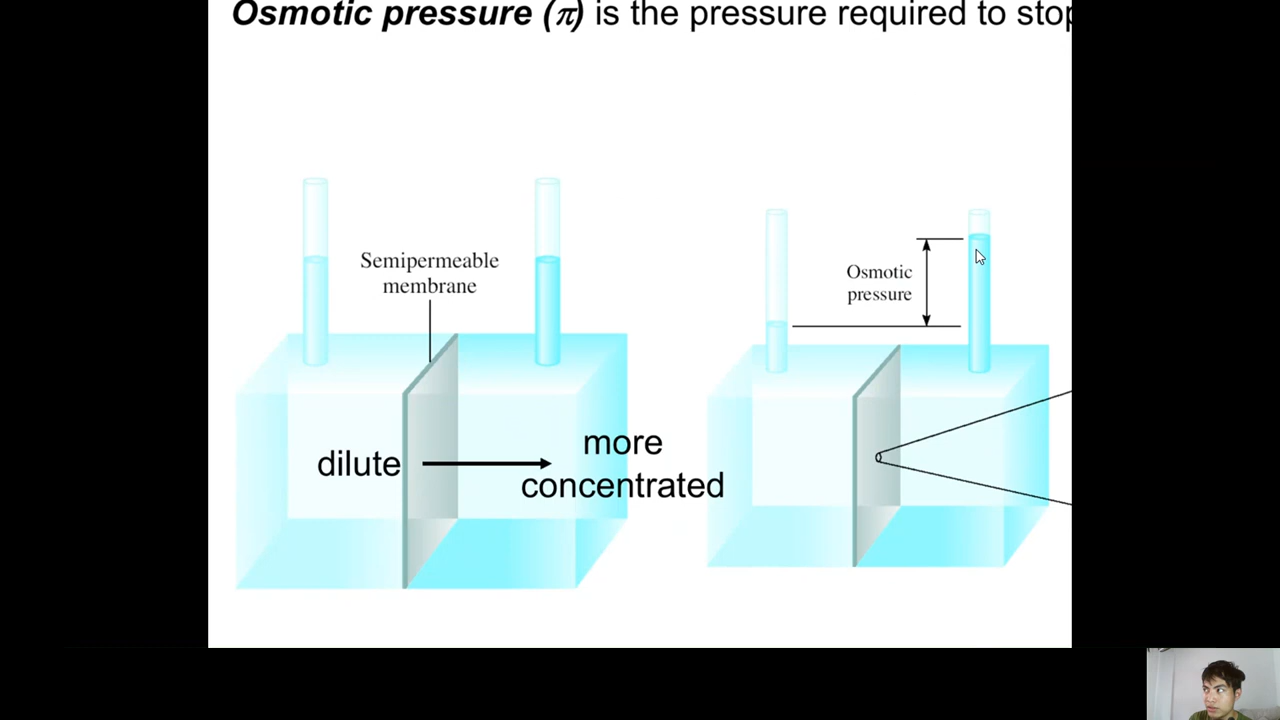 Osmotic pressure (π) is the pressure required to stop
Semipermeable
membrane
Osmotic
pressure
dilute
more
concentrated